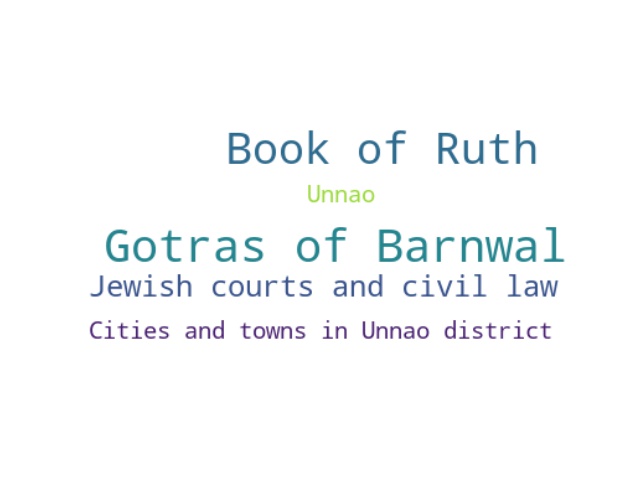 Book of Ruth
Unnao
Gotras of Barnwal
Jewish courts and civil law
Cities and towns in Unnao district